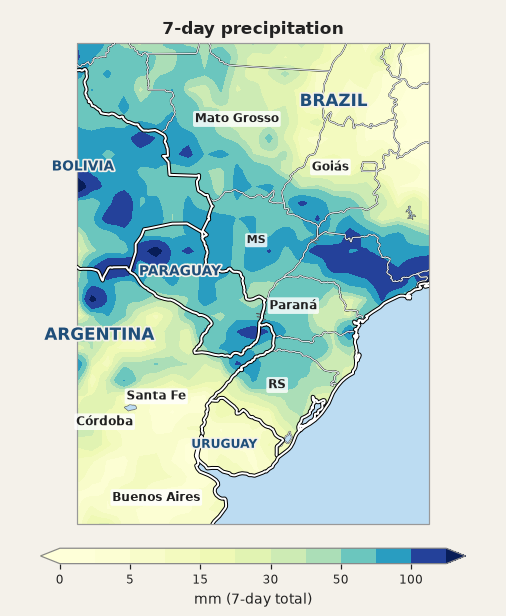 7-day precipitation
BRAZIL
Mato Grosso
BOLIVIA
Goiás
MS
PARAGUAY
Paraná
ARGENTINA
RS
Santa Fe
Córdoba
URUGUAY
Buenos Aires
0 5 15 30 50 100
mm (7-day total)